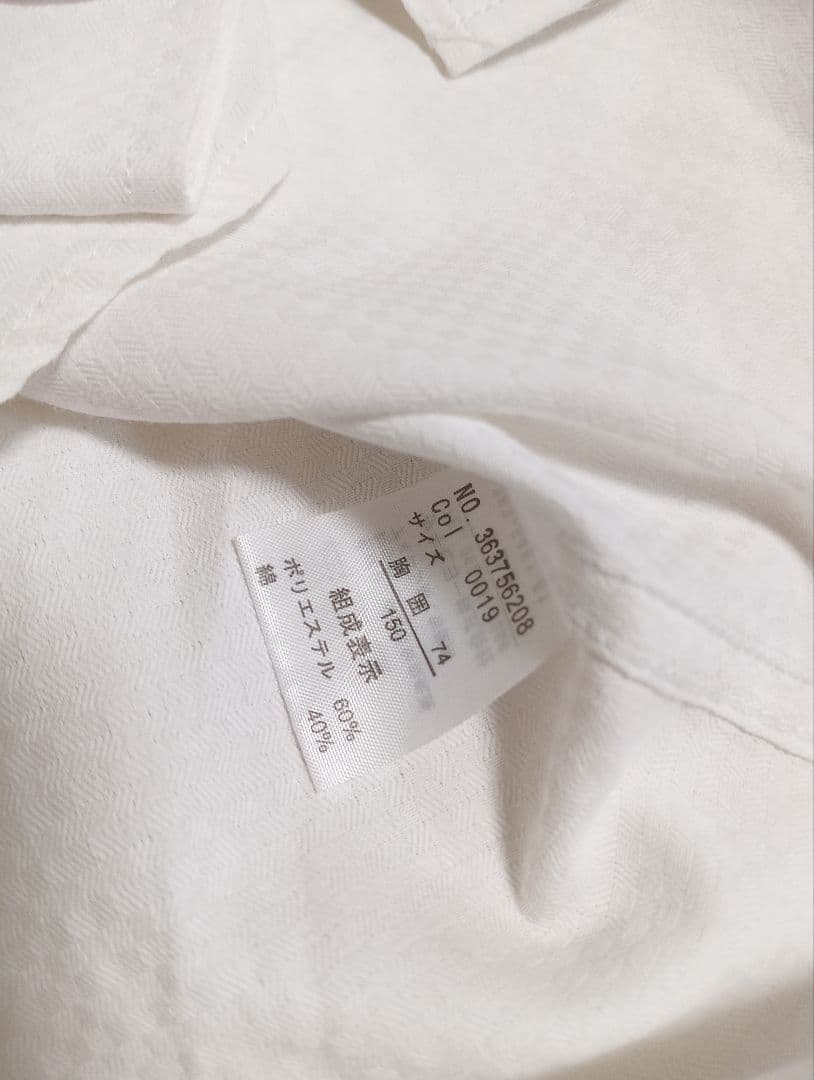 NO. 363756208
Col 0019
サイズ
胸囲 74
150
組成表示
ポリエステル 60%
綿 40%